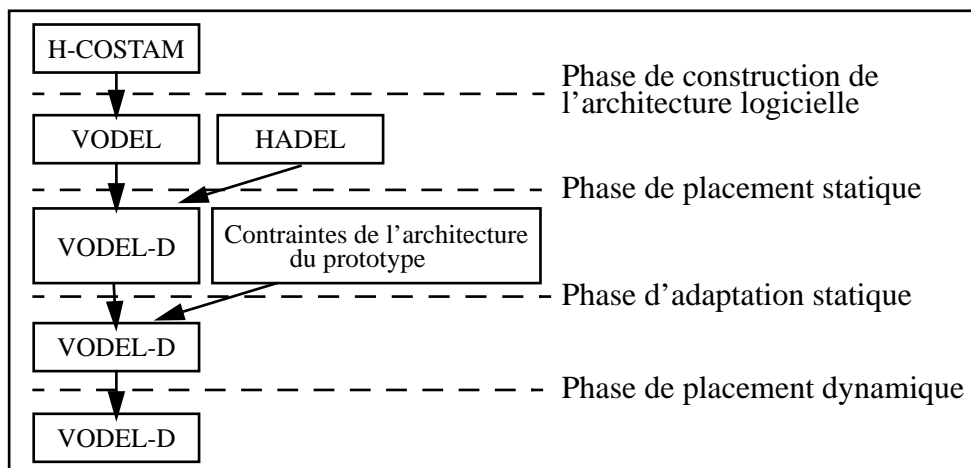 H-COSTAM
Phase de construction de
l’architecture logicielle
VODEL
HADEL
Phase de placement statique
VODEL-D
Contraintes de l’architecture
du prototype
Phase d’adaptation statique
VODEL-D
Phase de placement dynamique
VODEL-D